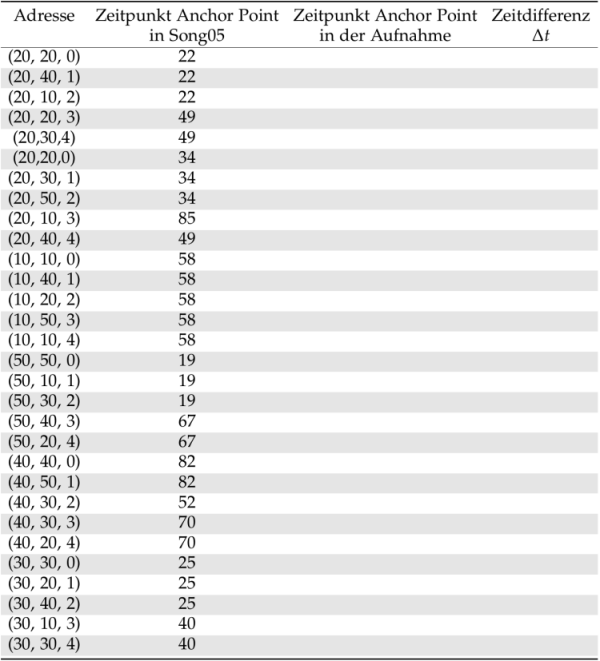 Adresse Zeitpunkt Anchor Point Zeitpunkt Anchor Point Zeitdifferenz
in Song05 in der Aufnahme Δt
(20, 20, 0) 22
(20, 40, 1) 22
(20, 10, 2) 22
(20, 20, 3) 49
(20,30,4) 49
(20,20,0) 34
(20, 30, 1) 34
(20, 50, 2) 34
(20, 10, 3) 85
(20, 40, 4) 49
(10, 10, 0) 58
(10, 40, 1) 58
(10, 20, 2) 58
(10, 50, 3) 58
(10, 10, 4) 58
(50, 50, 0) 19
(50, 10, 1) 19
(50, 30, 2) 19
(50, 40, 3) 67
(50, 20, 4) 67
(40, 40, 0) 82
(40, 50, 1) 82
(40, 30, 2) 52
(40, 30, 3) 70
(40, 20, 4) 70
(30, 30, 0) 25
(30, 20, 1) 25
(30, 40, 2) 25
(30, 10, 3) 40
(30, 30, 4) 40